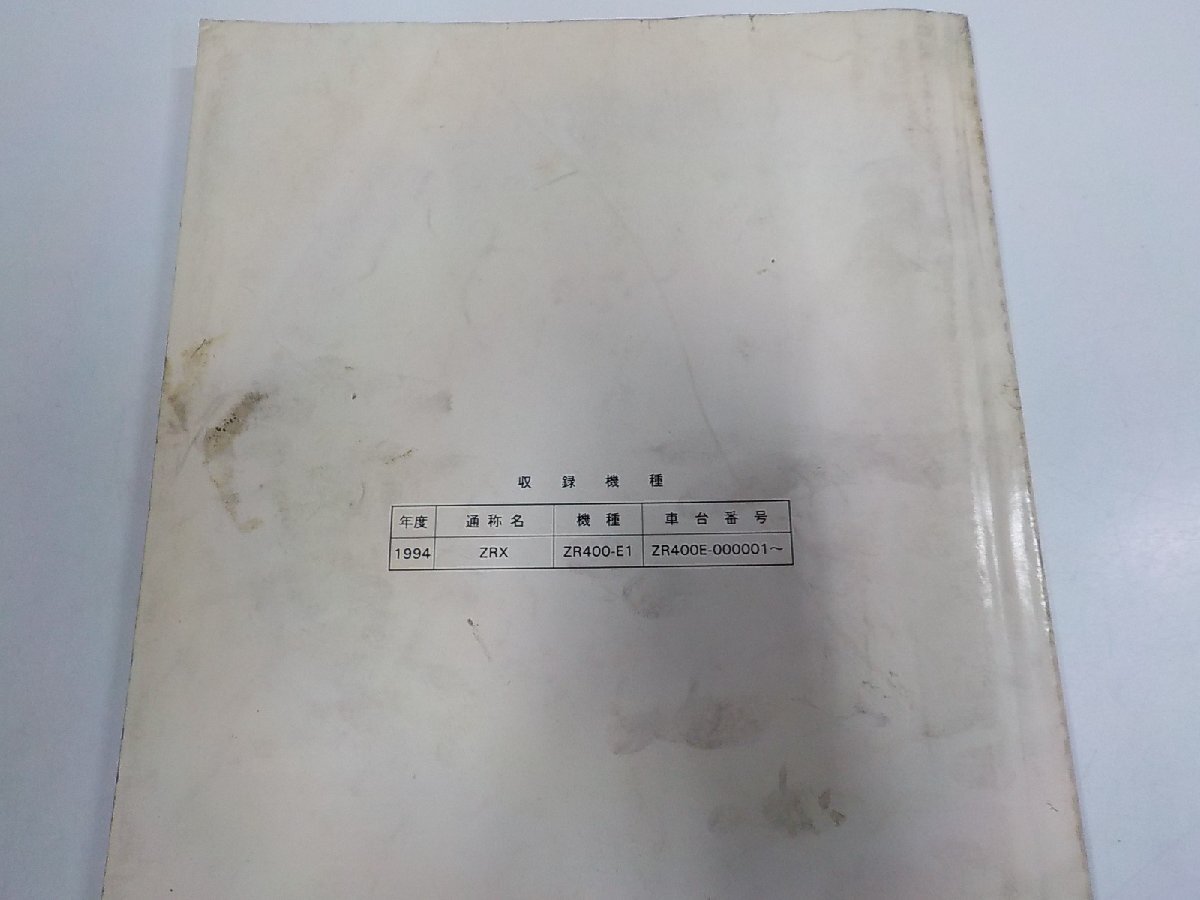 収録機種
年度 通称名 機種 車台番号
1994 ZRX ZR400-E1 ZR400E-000001～